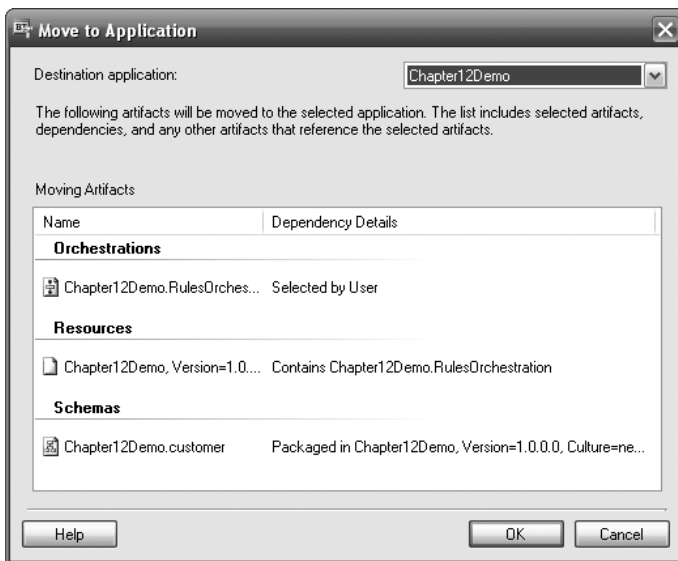 Move to Application
Destination application: Chapter12Demo
The following artifacts will be moved to the selected application. The list includes selected artifacts,
dependencies, and any other artifacts that reference the selected artifacts.
Moving Artifacts
Name Dependency Details
Orchestrations
Chapter12Demo.RulesOrches... Selected by User
Resources
Chapter12Demo, Version=1.0.... Contains Chapter12Demo.RulesOrchestration
Schemas
Chapter12Demo.customer Packaged in Chapter12Demo, Version=1.0.0.0, Culture=ne...
Help OK Cancel